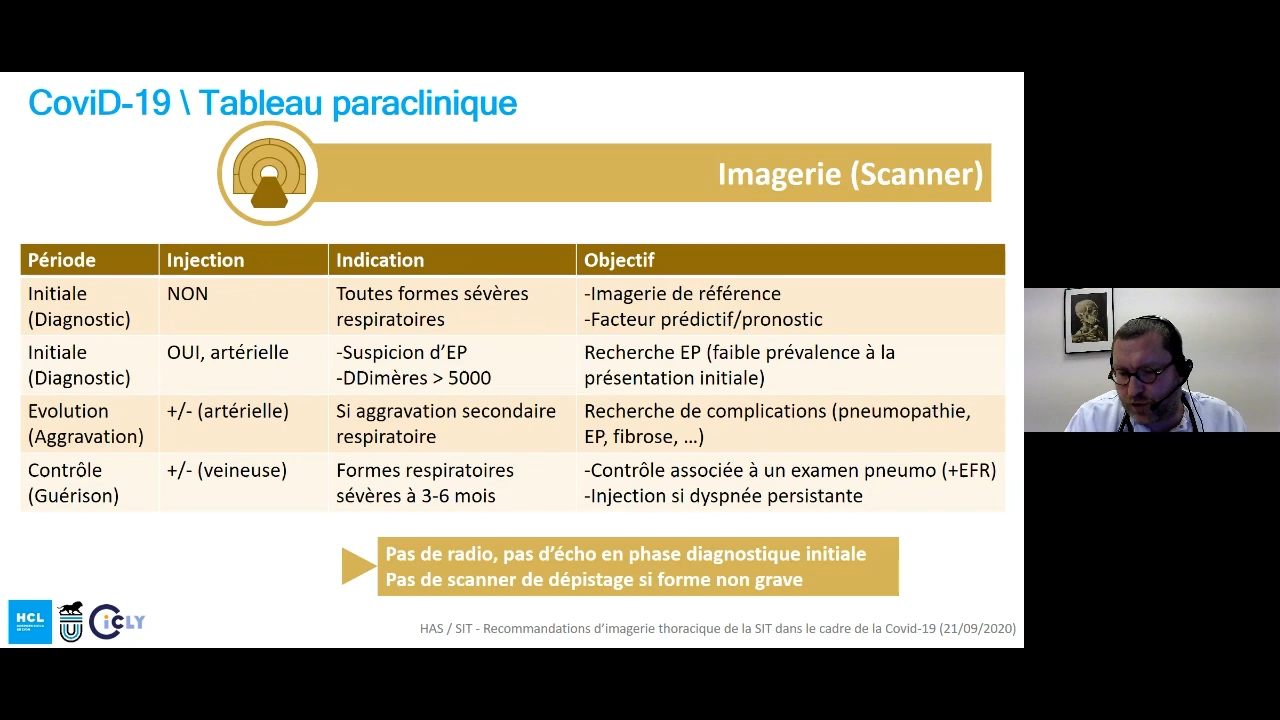 CoviD-19 \ Tableau paraclinique
Imagerie (Scanner)
Période Injection Indication Objectif
Initiale (Diagnostic) NON Toutes formes sévères respiratoires -Imagerie de référence
-Facteur prédictif/pronostic
Initiale (Diagnostic) OUI, artérielle -Suspicion d’EP
-DDimères > 5000 Recherche EP (faible prévalence à la présentation initiale)
Evolution (Aggravation) +/- (artérielle) Si aggravation secondaire respiratoire Recherche de complications (pneumopathie, EP, fibrose, …)
Contrôle (Guérison) +/- (veineuse) Formes respiratoires sévères à 3-6 mois -Contrôle associée à un examen pneumo (+EFR)
-Injection si dyspnée persistante
Pas de radio, pas d’écho en phase diagnostique initiale
Pas de scanner de dépistage si forme non grave
HCL
CiCLY
HAS / SIT - Recommandations d’imagerie thoracique de la SIT dans le cadre de la Covid-19 (21/09/2020)